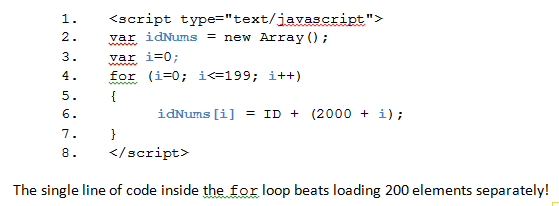 1. <script type="text/javascript">
2. var idNums = new Array();
3. var i=0;
4. for (i=0; i<=199; i++)
5. {
6. idNums[i] = ID + (2000 + i);
7. }
8. </script>
The single line of code inside the for loop beats loading 200 elements separately!